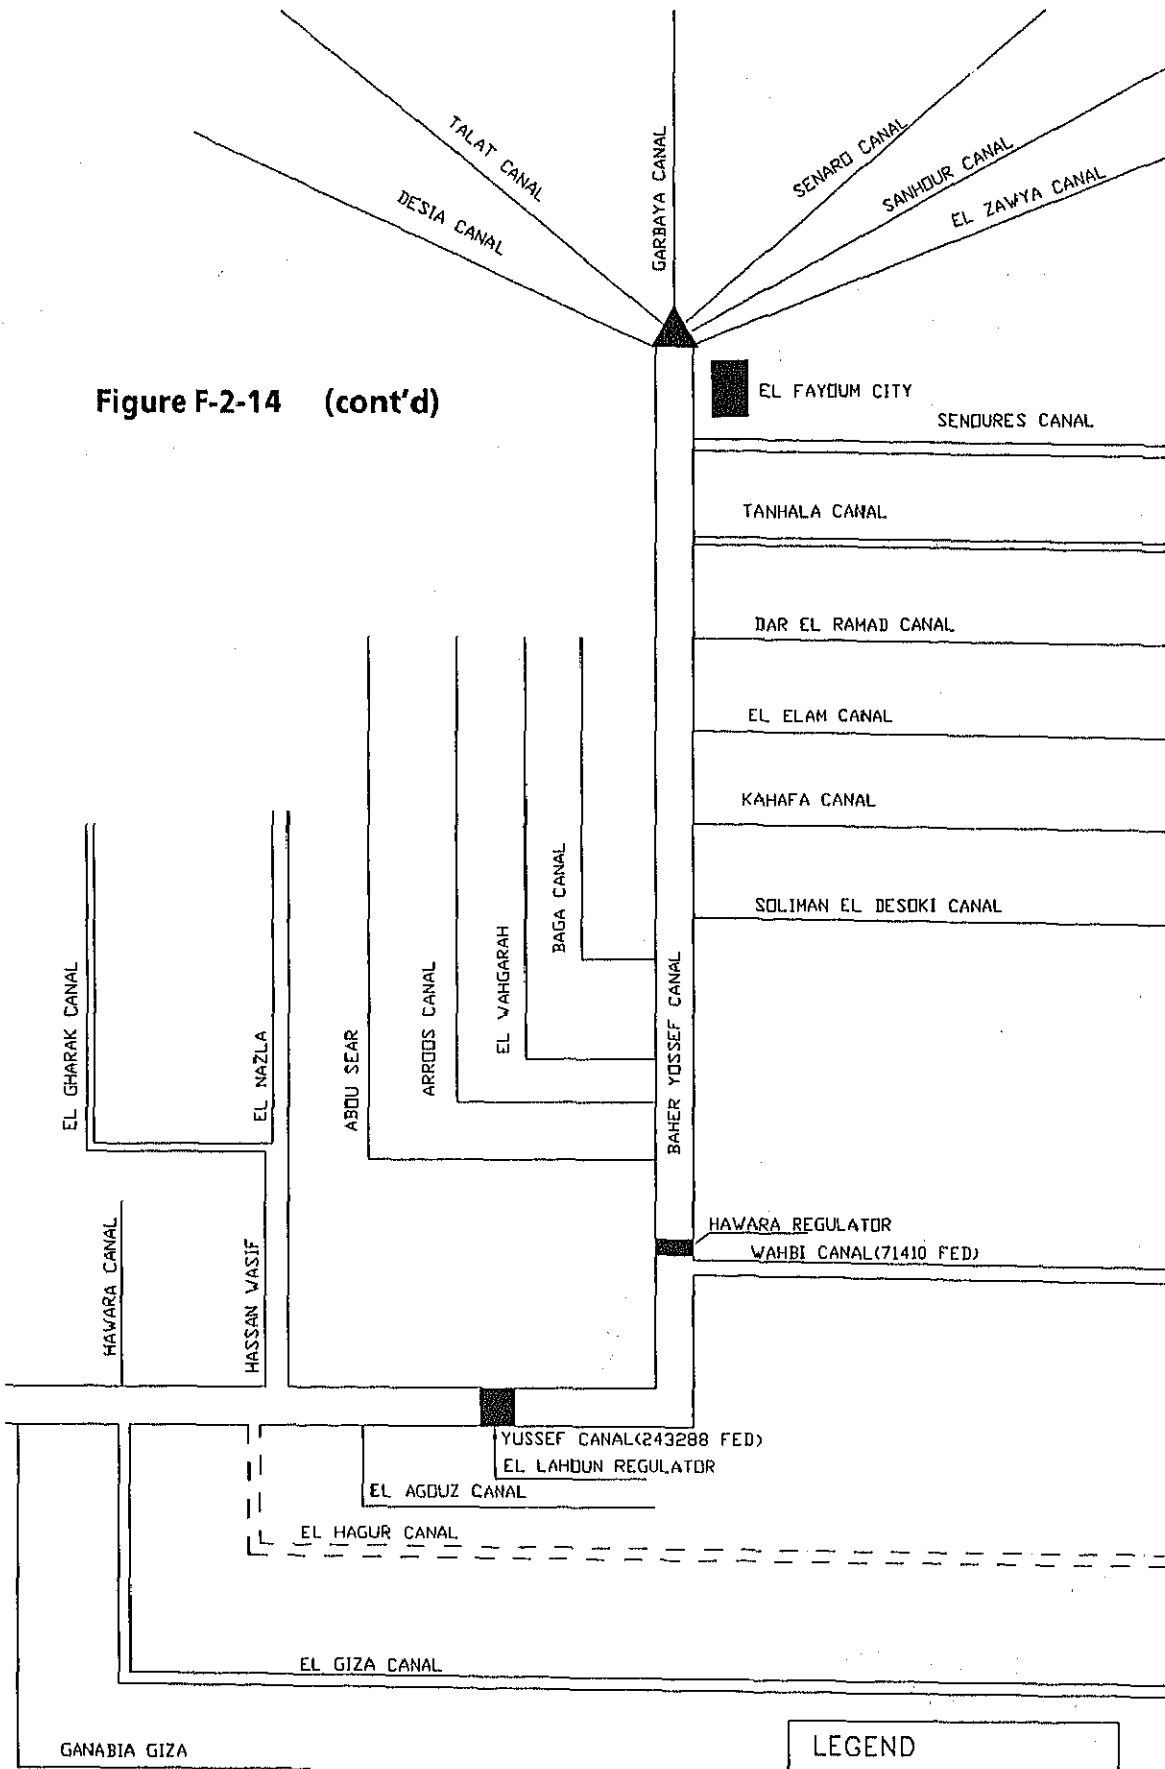 TALAT CANAL
DESIA CANAL
GARBAYA CANAL
SENARO CANAL
SANHOUR CANAL
EL ZAWYA CANAL
Figure F-2-14 (cont'd)
EL FAYOUM CITY
SENOURES CANAL
TANHALA CANAL
DAR EL RAMAD CANAL
EL ELAM CANAL
KAHAFA CANAL
SOLIMAN EL DESOKI CANAL
BAGA CANAL
EL WAHGARAH
ARROOS CANAL
ABOU SEAR
EL NAZLA
EL GHARAK CANAL
BAHER YOSSEF CANAL
HAWARA CANAL
HASSAN WASIF
HAWARA REGULATOR
WAHBI CANAL(71410 FED)
YUSSEF CANAL(243288 FED)
EL LAHOUN REGULATOR
EL AGOUZ CANAL
EL HAGUR CANAL
EL GIZA CANAL
GANABIA GIZA
LEGEND